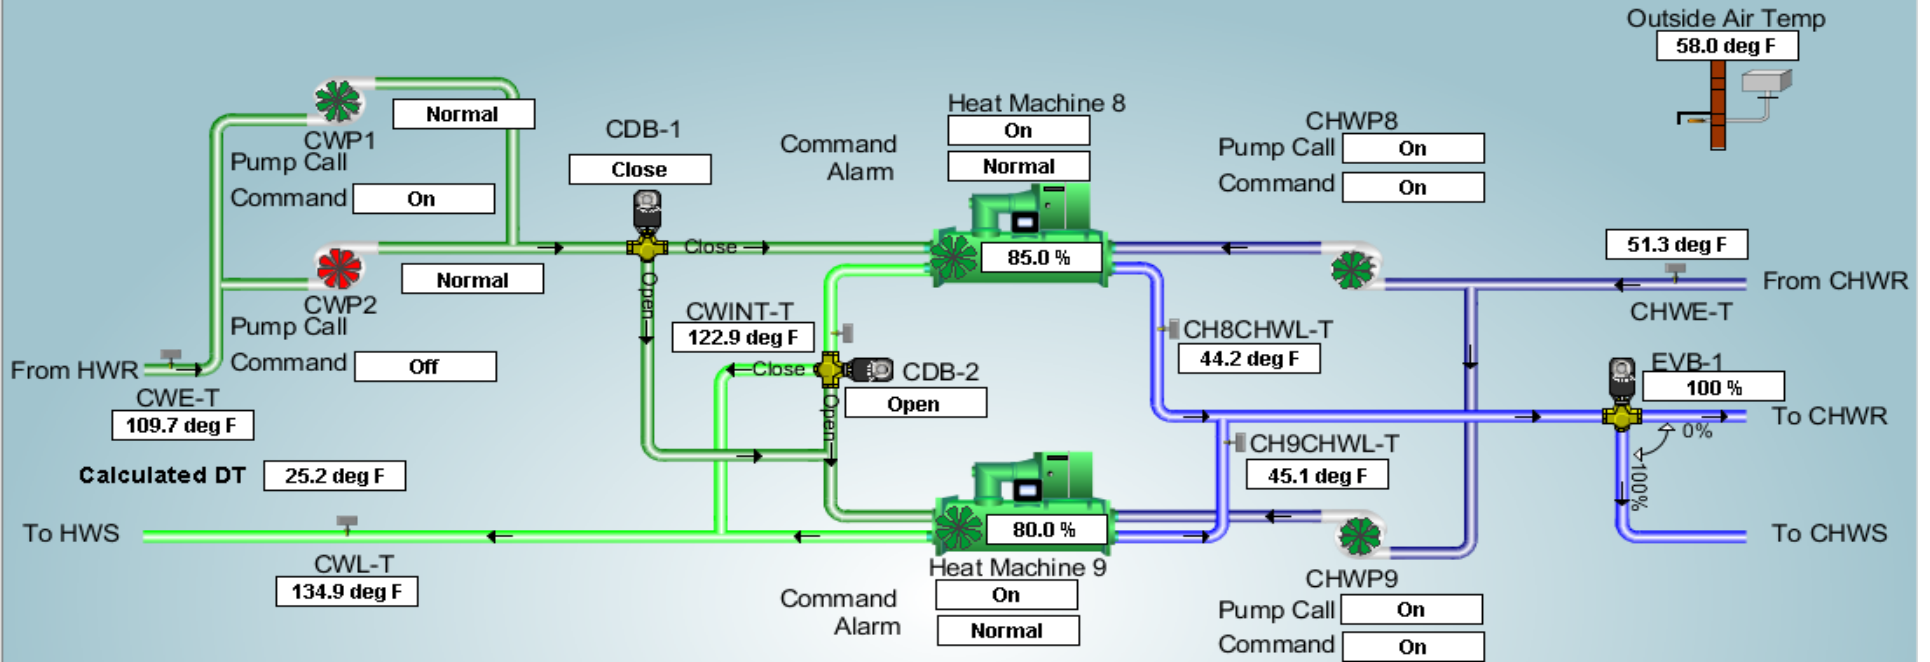 Outside Air Temp
58.0 deg F
Normal
CWP1
Pump Call
Command On
CDB-1
Close
Heat Machine 8
Command On
Alarm Normal
85.0 %
CHWP8
Pump Call On
Command On
Close
Open
Normal
CWP2
Pump Call
Command Off
51.3 deg F
From CHWR
CHWE-T
CWINT-T
122.9 deg F
CH8CHWL-T
44.2 deg F
From HWR
CWE-T
109.7 deg F
Close
CDB-2
Open
Open
EVB-1
100 %
To CHWR
0%
100%
CH9CHWL-T
45.1 deg F
Calculated DT 25.2 deg F
To HWS
CWL-T
134.9 deg F
80.0 %
Heat Machine 9
Command On
Alarm Normal
To CHWS
CHWP9
Pump Call On
Command On